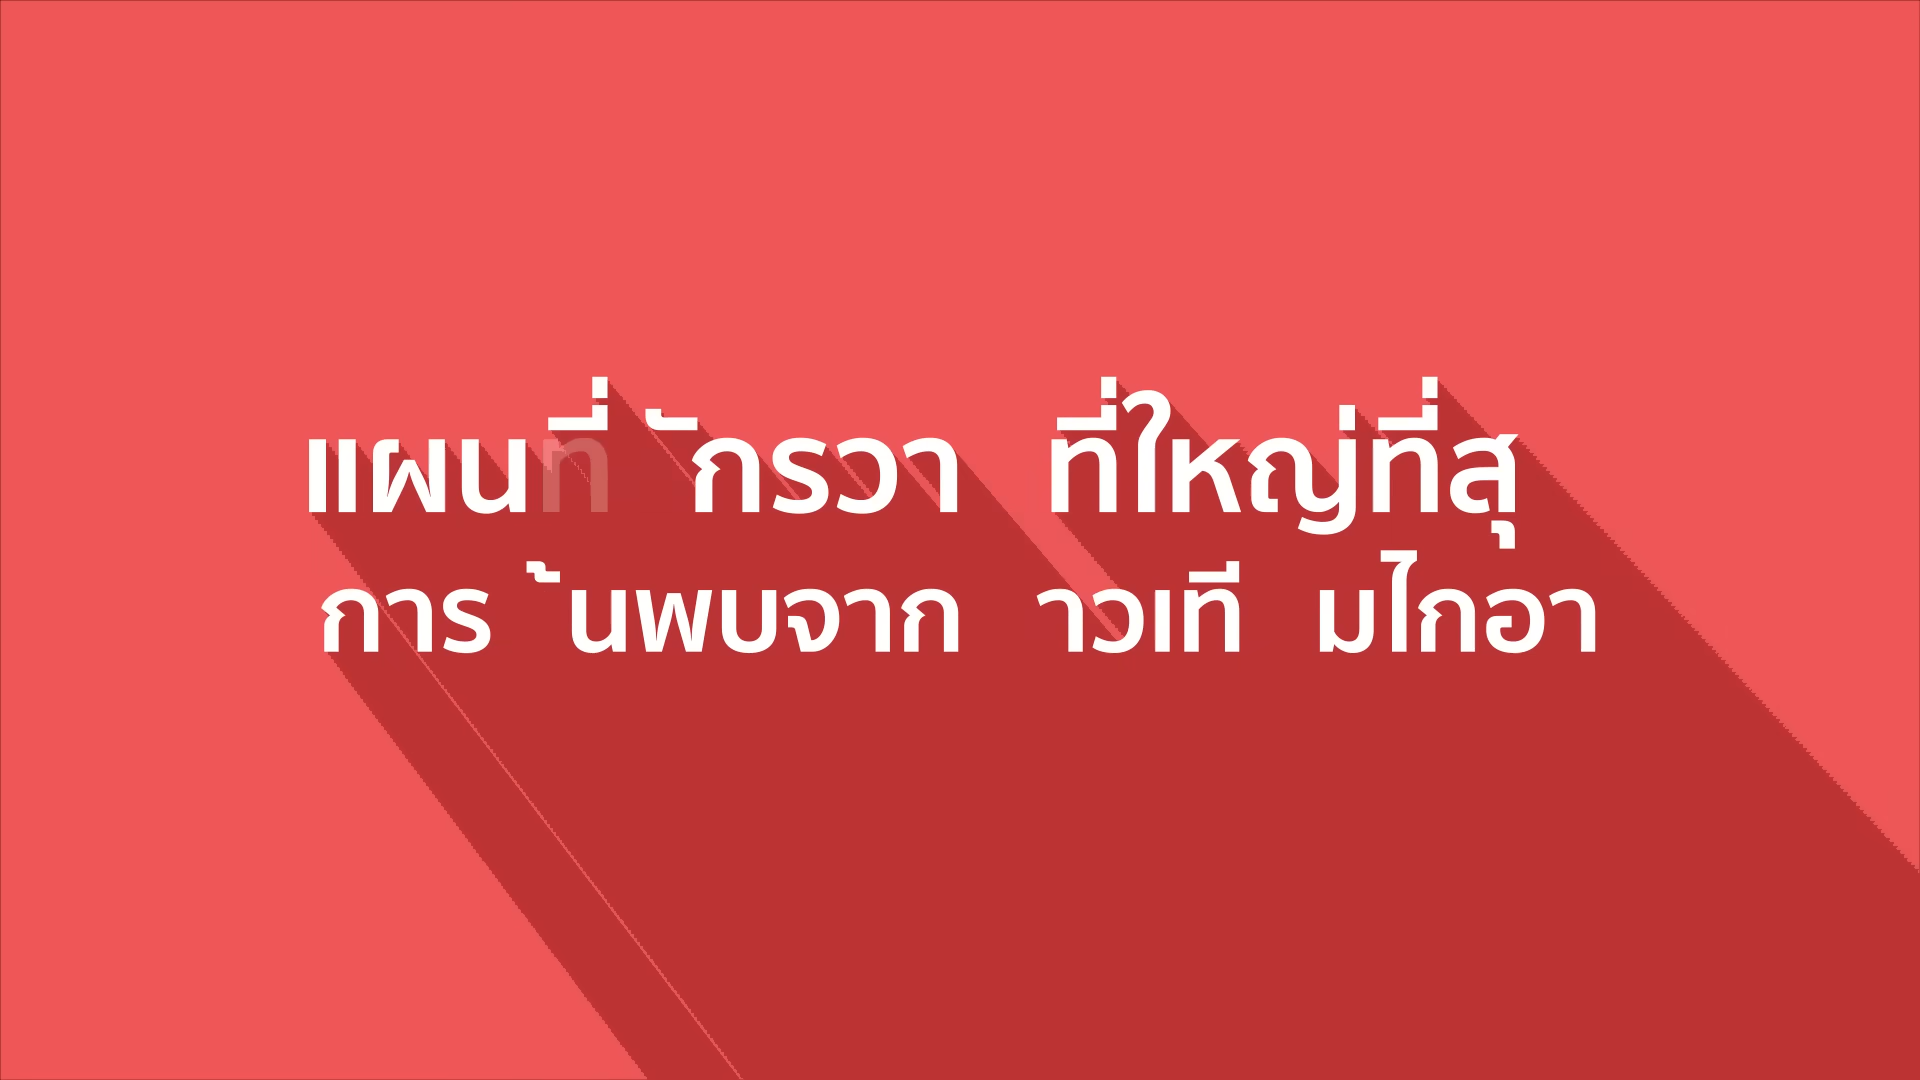 แผนที่ ักรวา ที่ใหญ่ที่สุ
การ ้นพบจาก าวเที มไกอา